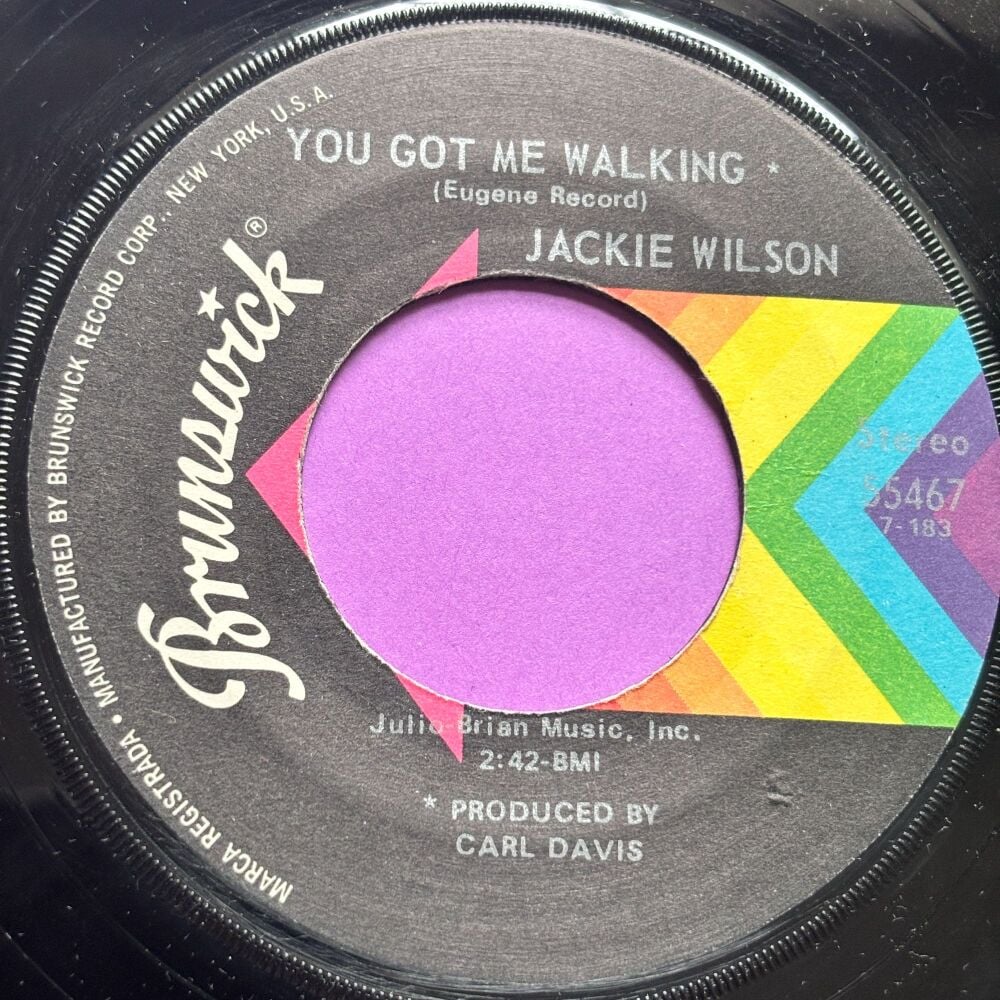 YOU GOT ME WALKING *
(Eugene Record)
JACKIE WILSON
Brunswick®
Stereo
55467
7-183
Julio-Brian Music, Inc.
2:42-BMI
* PRODUCED BY
CARL DAVIS
MARCA REGISTRADA • MANUFACTURED BY BRUNSWICK RECORD CORP., NEW YORK, U.S.A.